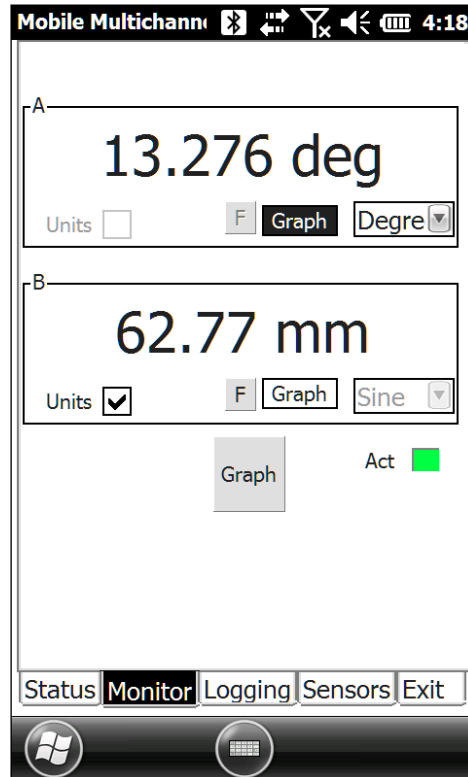 Mobile Multichann 4:18
A
13.276 deg
Units F Graph Degre
B
62.77 mm
Units F Graph Sine
Graph Act
Status Monitor Logging Sensors Exit